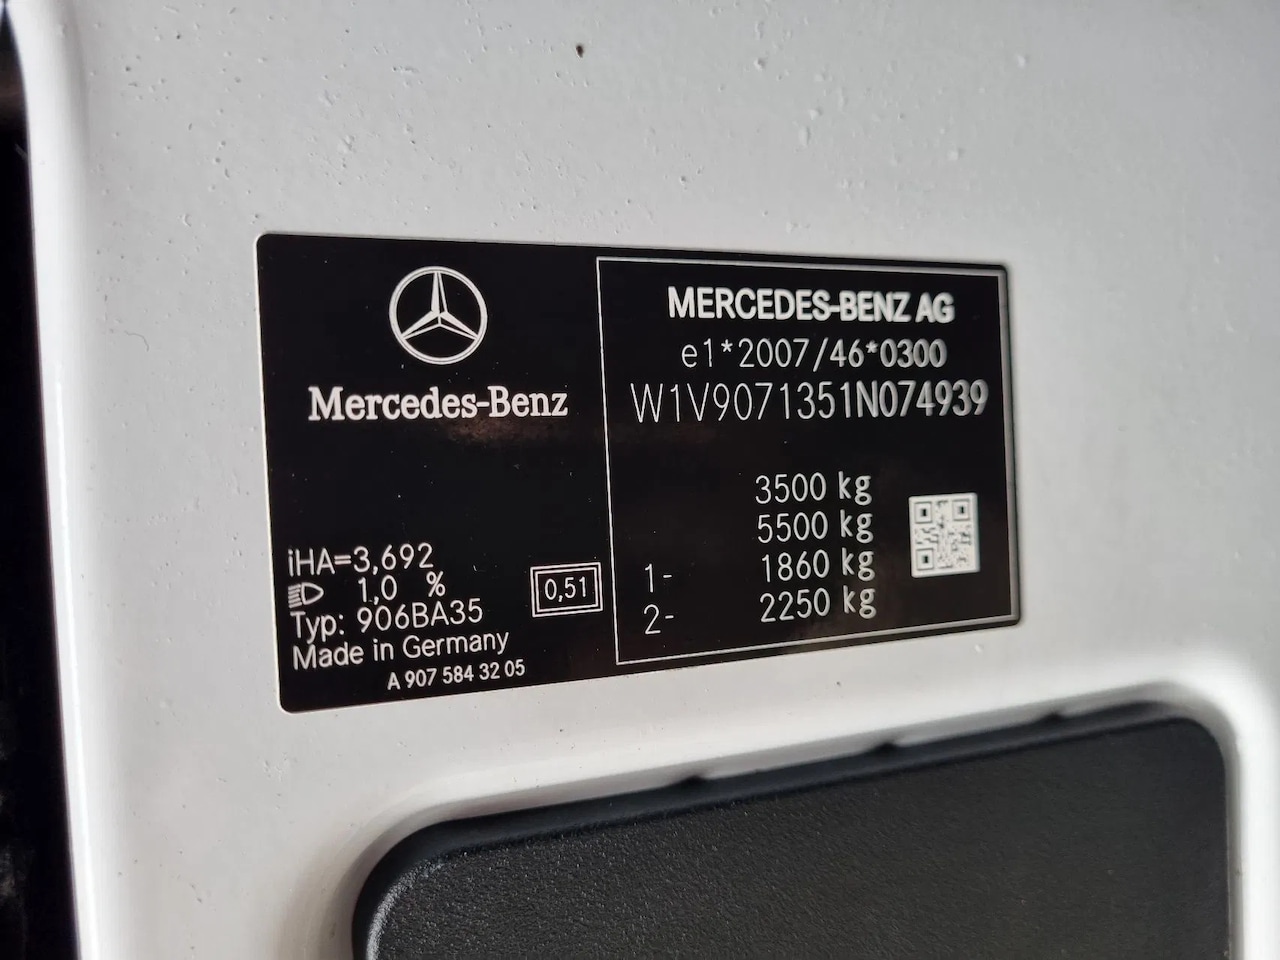 Mercedes-Benz
iHA=3,692
1,0 %
Typ: 906BA35
Made in Germany
A 907 584 32 05
0,51
MERCEDES-BENZ AG
e1*2007/46*0300
W1V9071351N074939
3500 kg
5500 kg
1- 1860 kg
2- 2250 kg